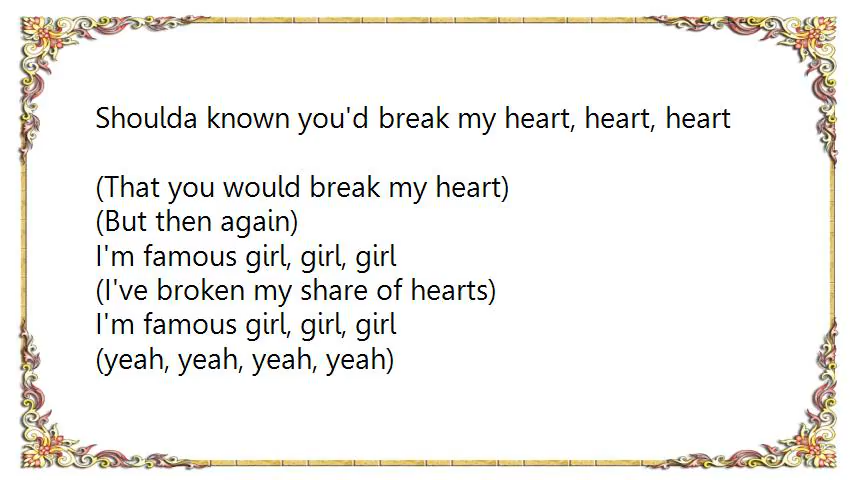 Shoulda known you'd break my heart, heart, heart
(That you would break my heart)
(But then again)
I'm famous girl, girl, girl
(I've broken my share of hearts)
I'm famous girl, girl, girl
(yeah, yeah, yeah, yeah)